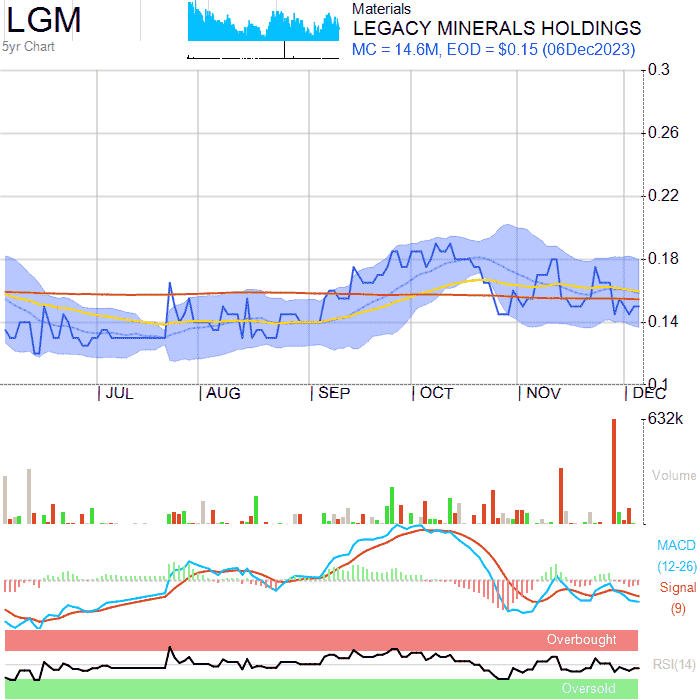 LGM
5yr Chart
Materials
LEGACY MINERALS HOLDINGS
MC = 14.6M, EOD = $0.15 (06Dec2023)
0.3
0.26
0.22
0.18
0.14
0.1
JUL AUG SEP OCT NOV DEC
632k
Volume
MACD
(12-26)
Signal
(9)
Overbought
RSI(14)
Oversold